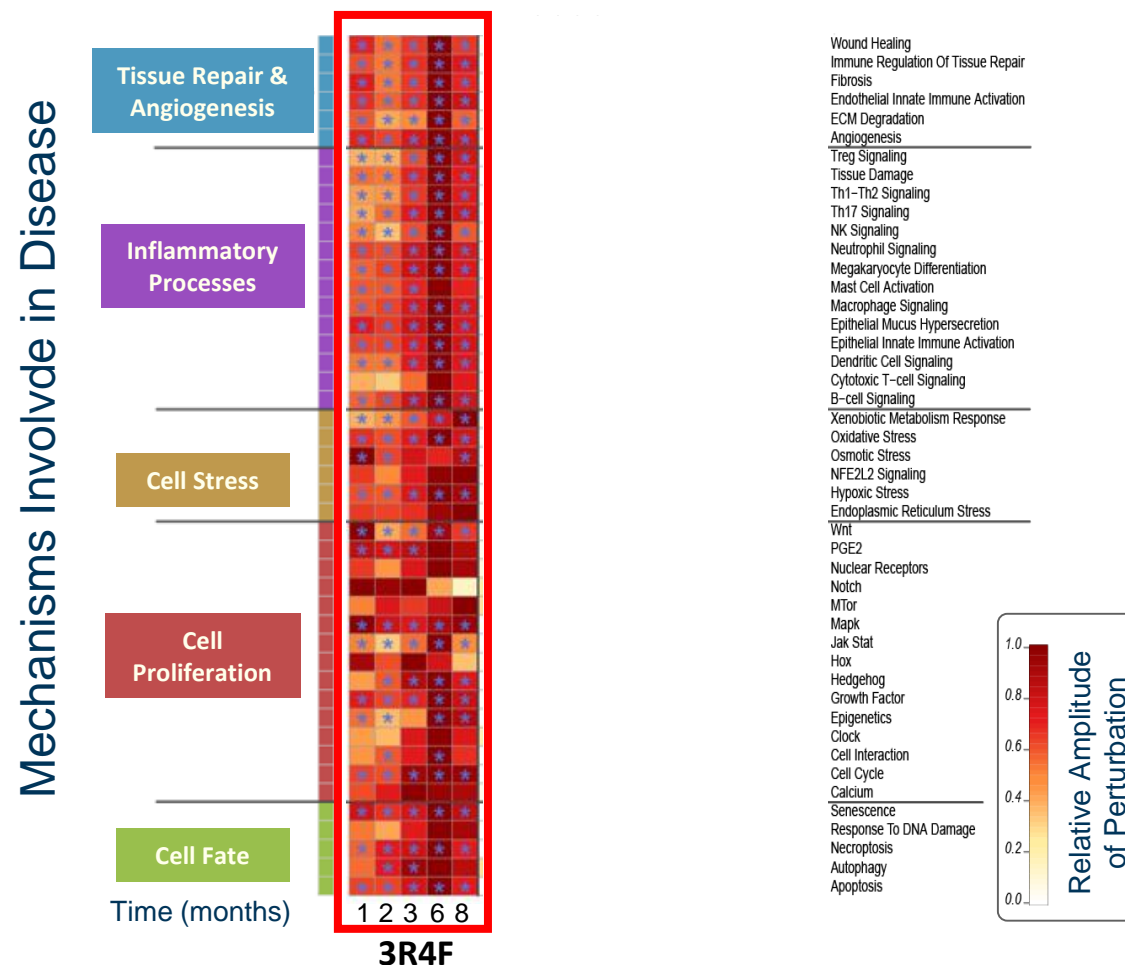 Mechanisms Involvde in Disease
Tissue Repair &
Angiogenesis
Inflammatory
Processes
Cell Stress
Cell
Proliferation
Cell Fate
Time (months)
1 2 3 6 8
3R4F
Wound Healing
Immune Regulation Of Tissue Repair
Fibrosis
Endothelial Innate Immune Activation
ECM Degradation
Angiogenesis
Treg Signaling
Tissue Damage
Th1-Th2 Signaling
Th17 Signaling
NK Signaling
Neutrophil Signaling
Megakaryocyte Differentiation
Mast Cell Activation
Macrophage Signaling
Epithelial Mucus Hypersecretion
Epithelial Innate Immune Activation
Dendritic Cell Signaling
Cytotoxic T-cell Signaling
B-cell Signaling
Xenobiotic Metabolism Response
Oxidative Stress
Osmotic Stress
NFE2L2 Signaling
Hypoxic Stress
Endoplasmic Reticulum Stress
Wnt
PGE2
Nuclear Receptors
Notch
MTor
Mapk
Jak Stat
Hox
Hedgehog
Growth Factor
Epigenetics
Clock
Cell Interaction
Cell Cycle
Calcium
Senescence
Response To DNA Damage
Necroptosis
Autophagy
Apoptosis
1.0
0.8
0.6
0.4
0.2
0.0
Relative Amplitude
of Perturbation